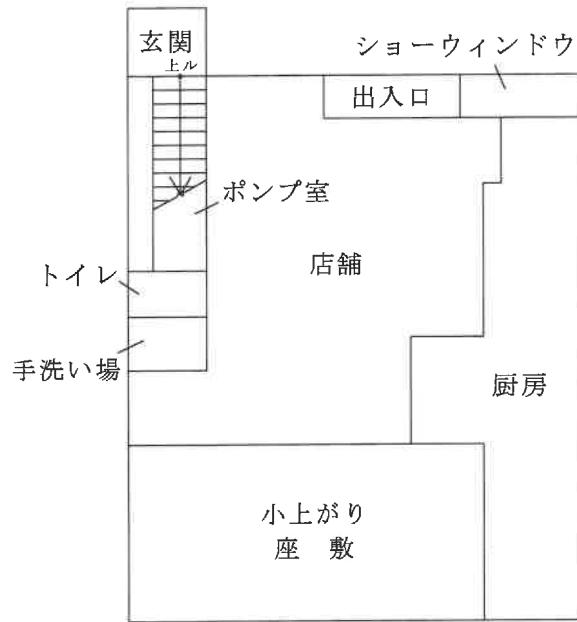 玄関
上ル
ショーウィンドウ
出入口
ポンプ室
店舗
トイレ
手洗い場
厨房
小上がり
座 敷